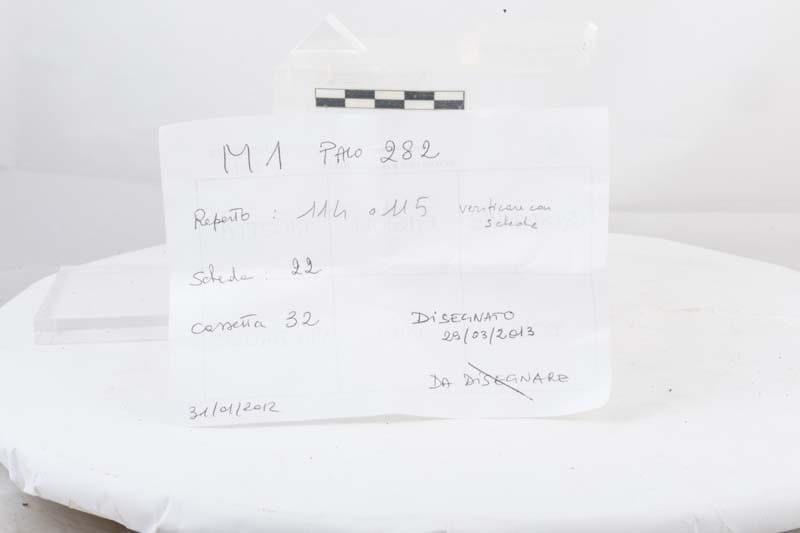 M1 PALO 282
Reperto : 114 o 115 verificare con
schede
Scheda : 22
Cassetta 32
DISEGNATO
29/03/2013
DA DISEGNARE
31/01/2012